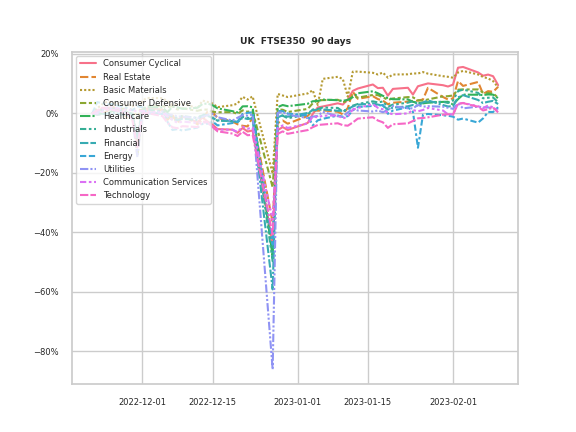 UK  FTSE350  90 days
20%
0%
−20%
−40%
−60%
−80%
Consumer Cyclical
Real Estate
Basic Materials
Consumer Defensive
Healthcare
Industrials
Financial
Energy
Utilities
Communication Services
Technology
2022-12-01
2022-12-15
2023-01-01
2023-01-15
2023-02-01